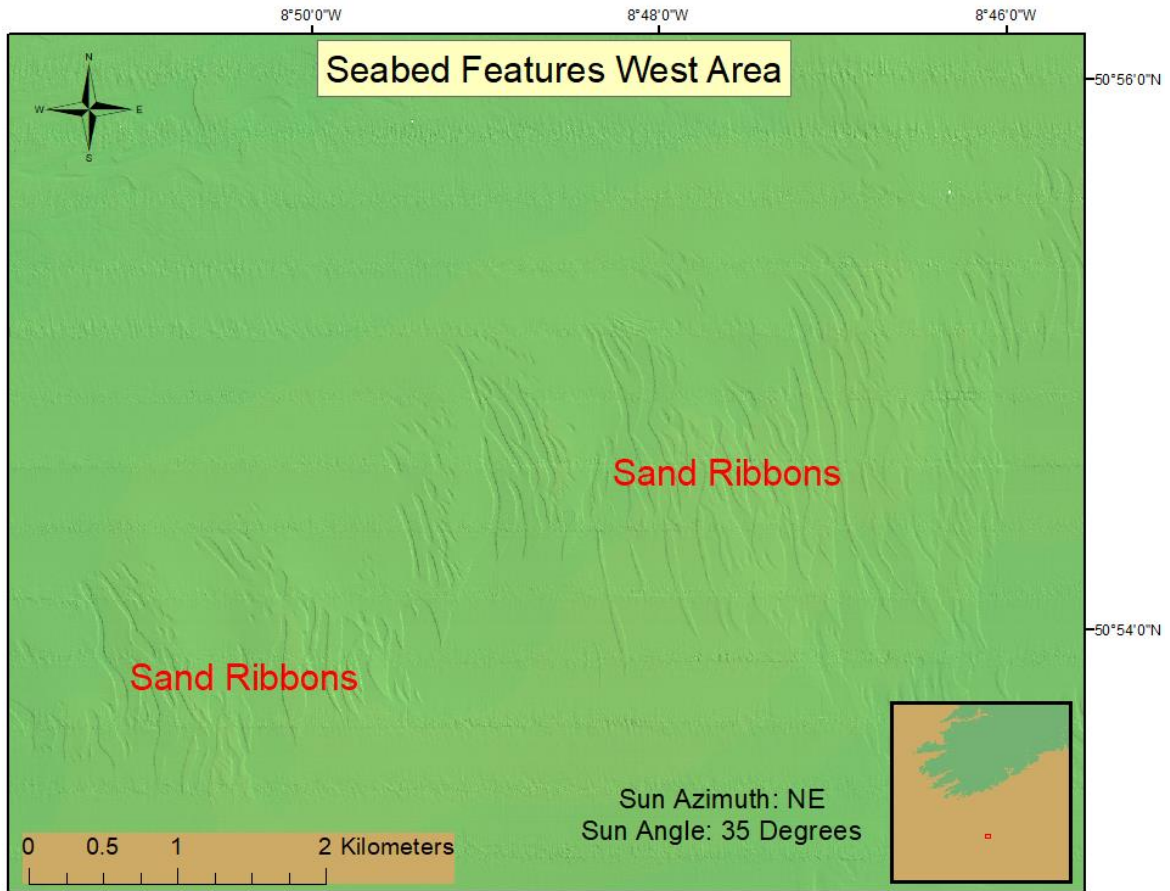 8°50'0"W
8°48'0"W
8°46'0"W
Seabed Features West Area
N
W
E
S
50°56'0"N
Sand Ribbons
50°54'0"N
Sand Ribbons
Sun Azimuth: NE
Sun Angle: 35 Degrees
0 0.5 1 2 Kilometers